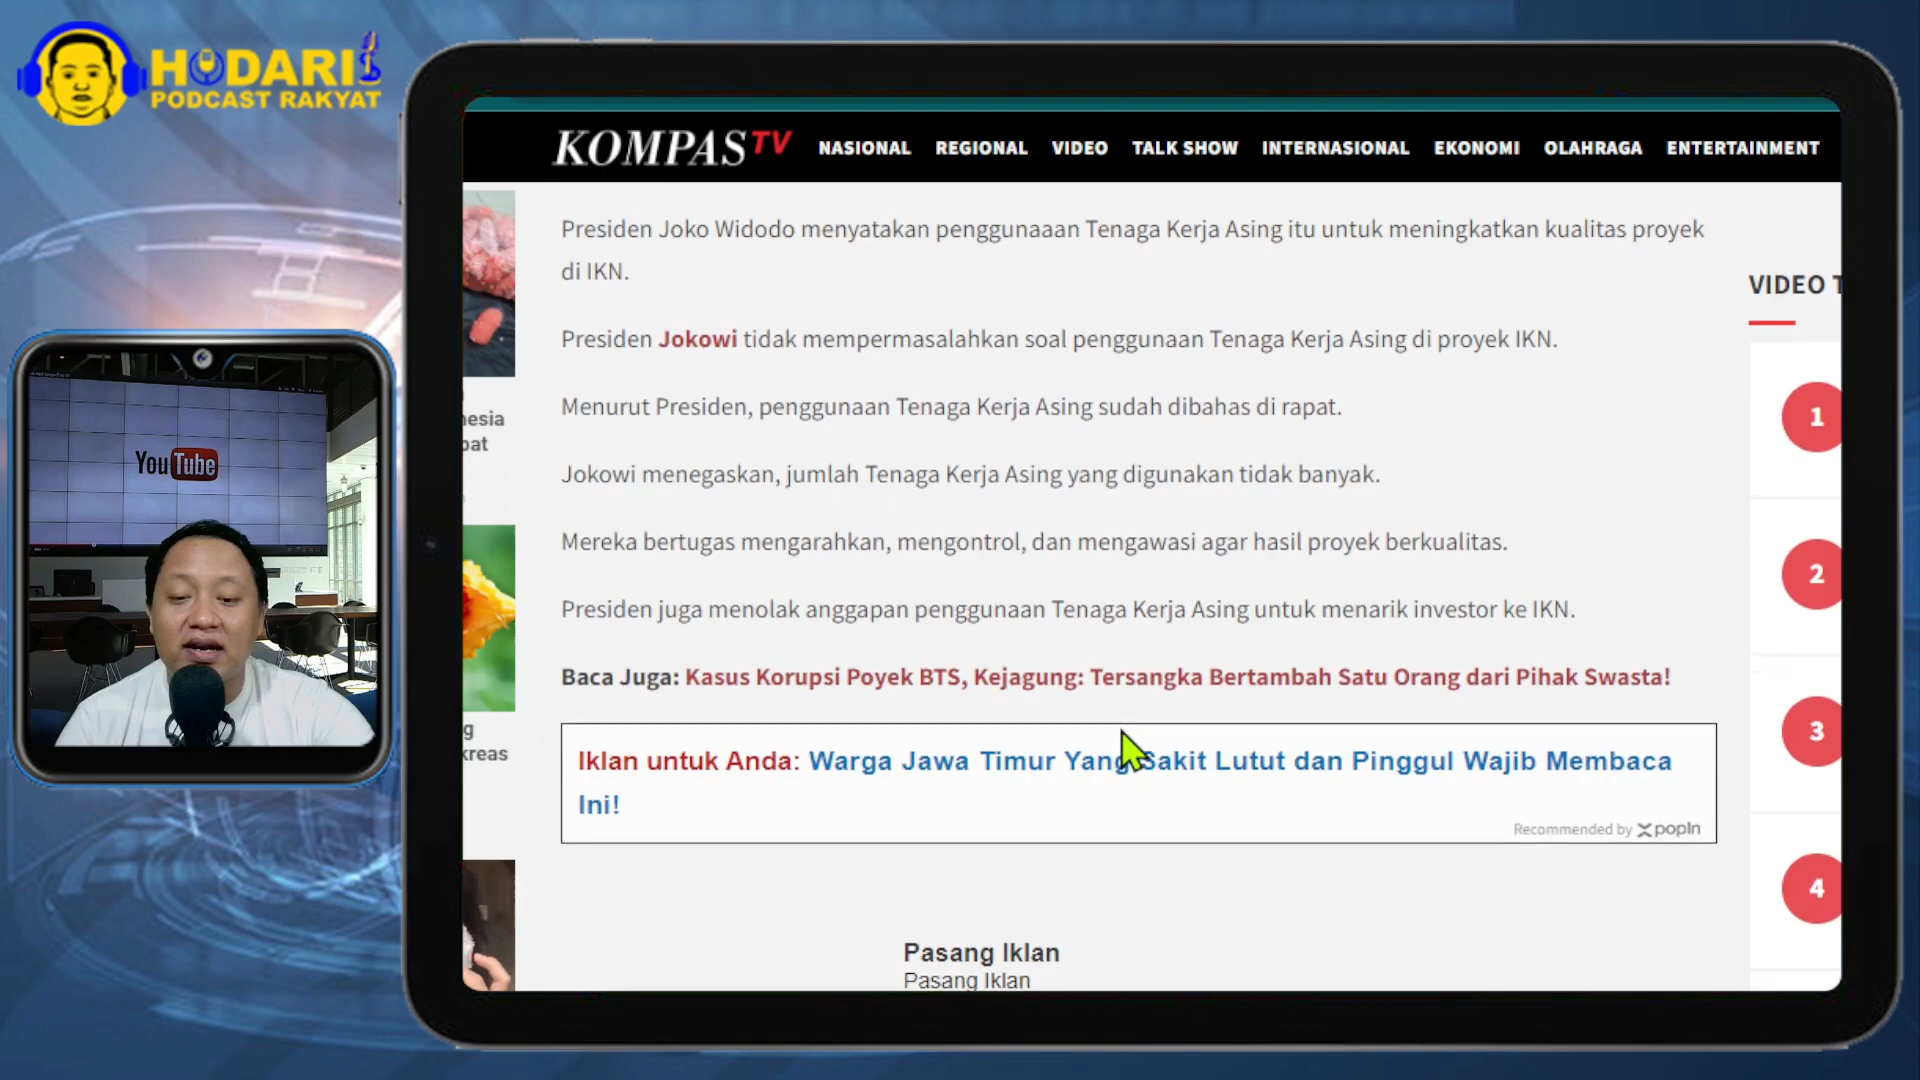 HODARI
PODCAST RAKYAT
YouTube
KOMPASTV
NASIONAL REGIONAL VIDEO TALK SHOW INTERNASIONAL EKONOMI OLAHRAGA ENTERTAINMENT
Presiden Joko Widodo menyatakan penggunaaan Tenaga Kerja Asing itu untuk meningkatkan kualitas proyek
di IKN.
Presiden Jokowi tidak mempermasalahkan soal penggunaan Tenaga Kerja Asing di proyek IKN.
Menurut Presiden, penggunaan Tenaga Kerja Asing sudah dibahas di rapat.
Jokowi menegaskan, jumlah Tenaga Kerja Asing yang digunakan tidak banyak.
Mereka bertugas mengarahkan, mengontrol, dan mengawasi agar hasil proyek berkualitas.
Presiden juga menolak anggapan penggunaan Tenaga Kerja Asing untuk menarik investor ke IKN.
Baca Juga: Kasus Korupsi Poyek BTS, Kejagung: Tersangka Bertambah Satu Orang dari Pihak Swasta!
Iklan untuk Anda: Warga Jawa Timur Yang Sakit Lutut dan Pinggul Wajib Membaca
Ini!
Recommended by popIn
Pasang Iklan
Pasang Iklan
VIDEO
1
2
3
4